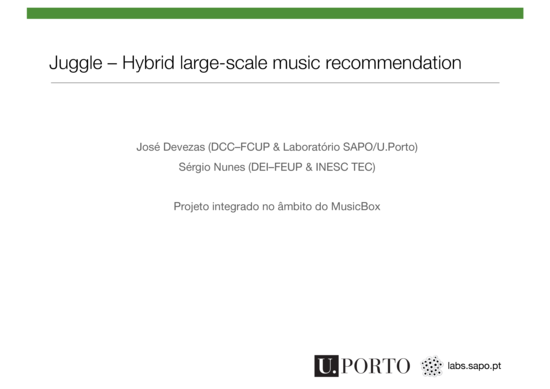 Juggle – Hybrid large-scale music recommendation
José Devezas (DCC–FCUP & Laboratório SAPO/U.Porto)
Sérgio Nunes (DEI–FEUP & INESC TEC)
Projeto integrado no âmbito do MusicBox
U. PORTO
labs.sapo.pt